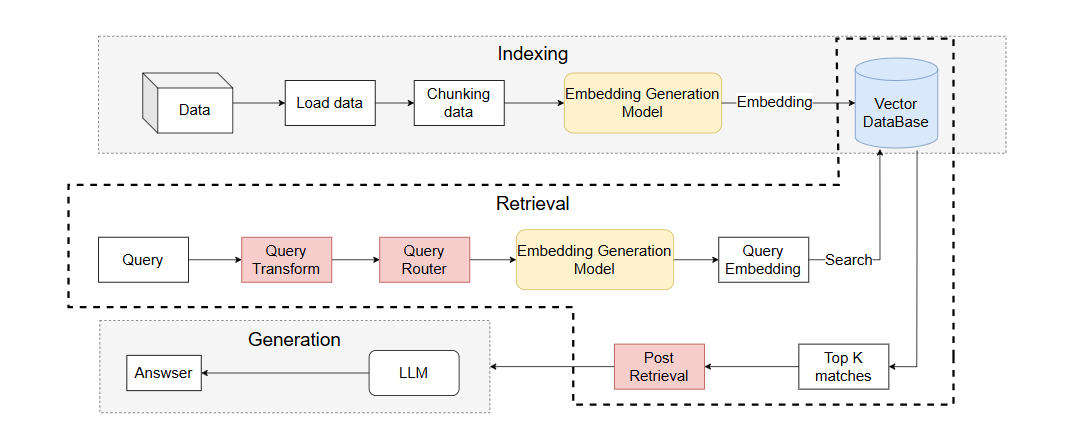 Indexing
Data
Load data
Chunking
data
Embedding Generation
Model
Embedding
Vector
DataBase
Retrieval
Query
Query
Transform
Query
Router
Embedding Generation
Model
Query
Embedding
Search
Generation
Answser
LLM
Post
Retrieval
Top K
matches